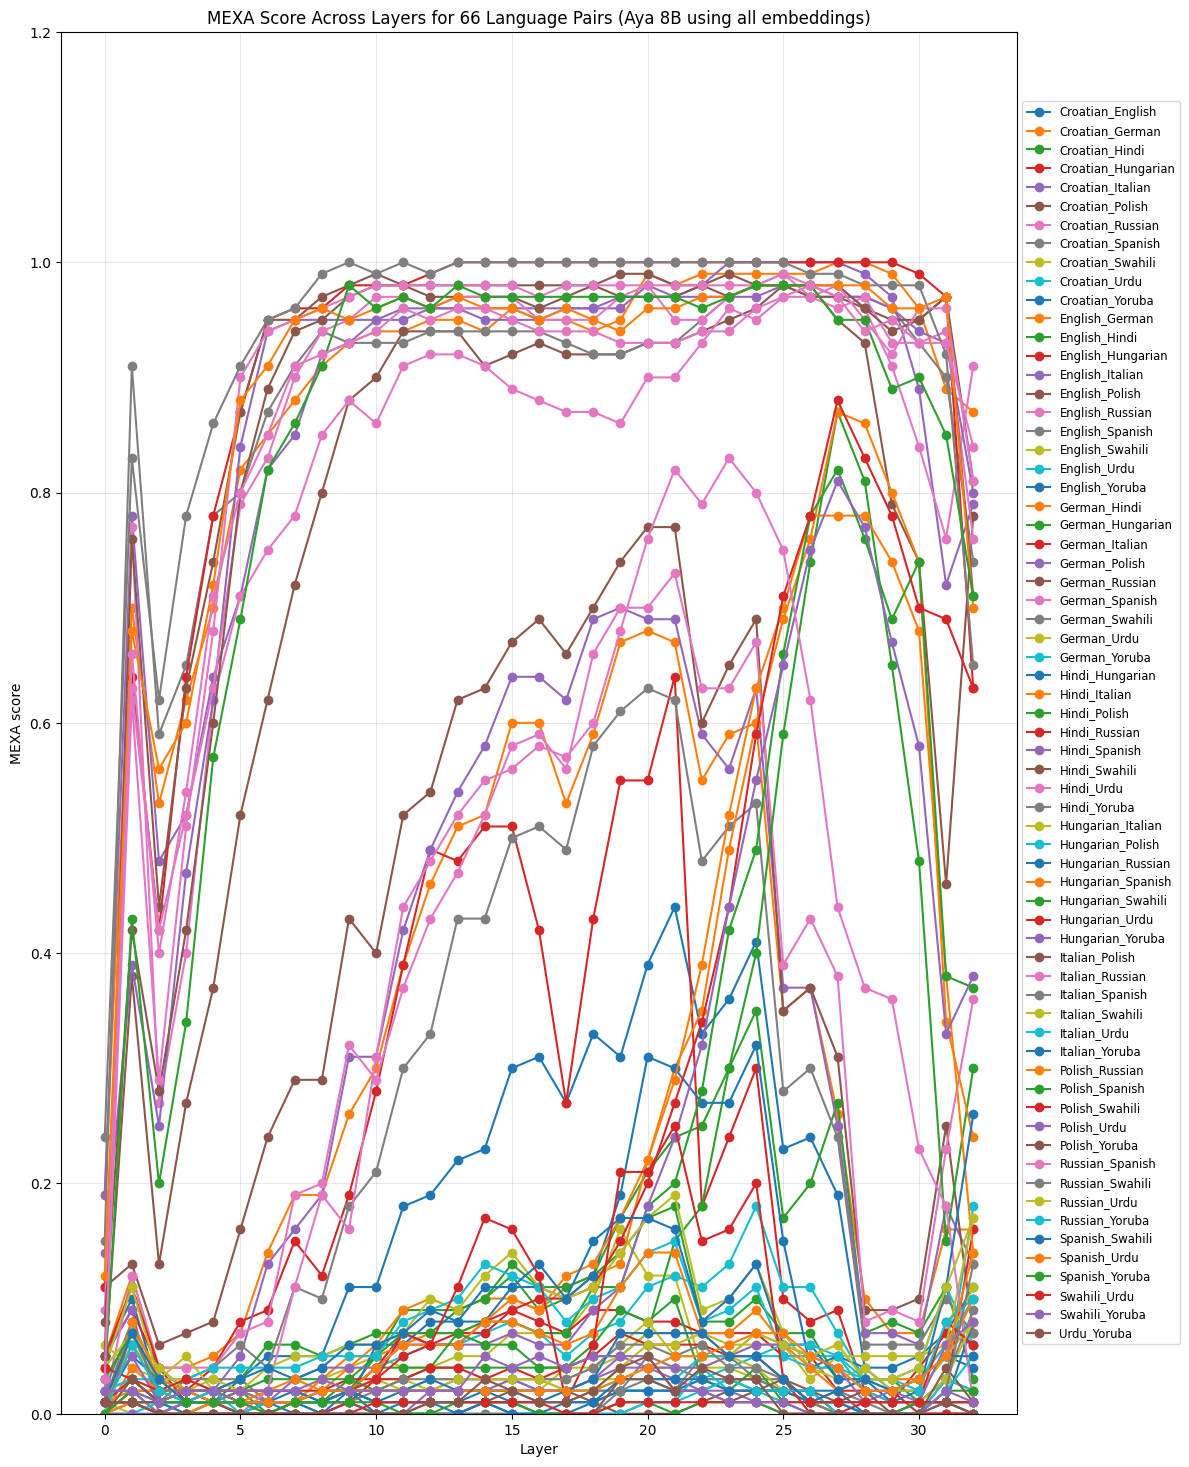 MEXA Score Across Layers for 66 Language Pairs (Aya 8B using all embeddings)
1.2
1.0
0.8
0.6
0.4
0.2
0.0
MEXA score
0 5 10 15 20 25 30
Layer
Croatian_English
Croatian_German
Croatian_Hindi
Croatian_Hungarian
Croatian_Italian
Croatian_Polish
Croatian_Russian
Croatian_Spanish
Croatian_Swahili
Croatian_Urdu
Croatian_Yoruba
English_German
English_Hindi
English_Hungarian
English_Italian
English_Polish
English_Russian
English_Spanish
English_Swahili
English_Urdu
English_Yoruba
German_Hindi
German_Hungarian
German_Italian
German_Polish
German_Russian
German_Spanish
German_Swahili
German_Urdu
German_Yoruba
Hindi_Hungarian
Hindi_Italian
Hindi_Polish
Hindi_Russian
Hindi_Spanish
Hindi_Swahili
Hindi_Urdu
Hindi_Yoruba
Hungarian_Italian
Hungarian_Polish
Hungarian_Russian
Hungarian_Spanish
Hungarian_Swahili
Hungarian_Urdu
Hungarian_Yoruba
Italian_Polish
Italian_Russian
Italian_Spanish
Italian_Swahili
Italian_Urdu
Italian_Yoruba
Polish_Russian
Polish_Spanish
Polish_Swahili
Polish_Urdu
Polish_Yoruba
Russian_Spanish
Russian_Swahili
Russian_Urdu
Russian_Yoruba
Spanish_Swahili
Spanish_Urdu
Spanish_Yoruba
Swahili_Urdu
Swahili_Yoruba
Urdu_Yoruba